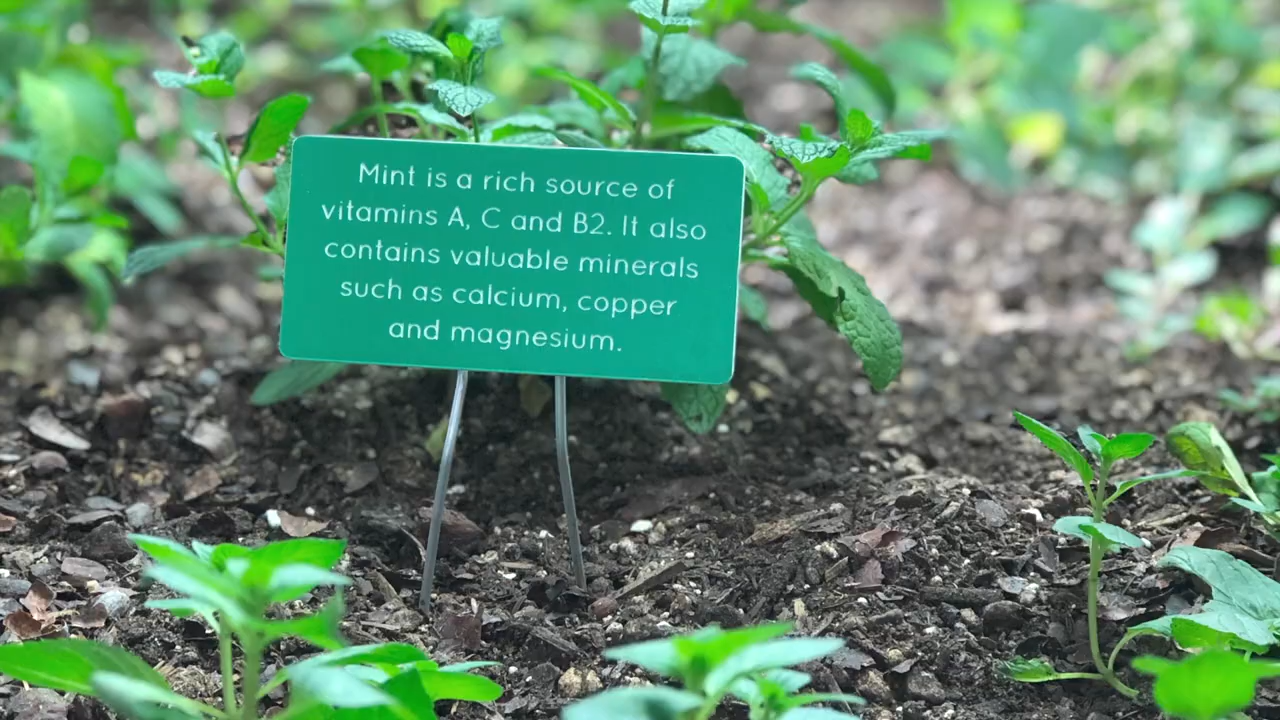 Mint is a rich source of
vitamins A, C and B2. It also
contains valuable minerals
such as calcium, copper
and magnesium.